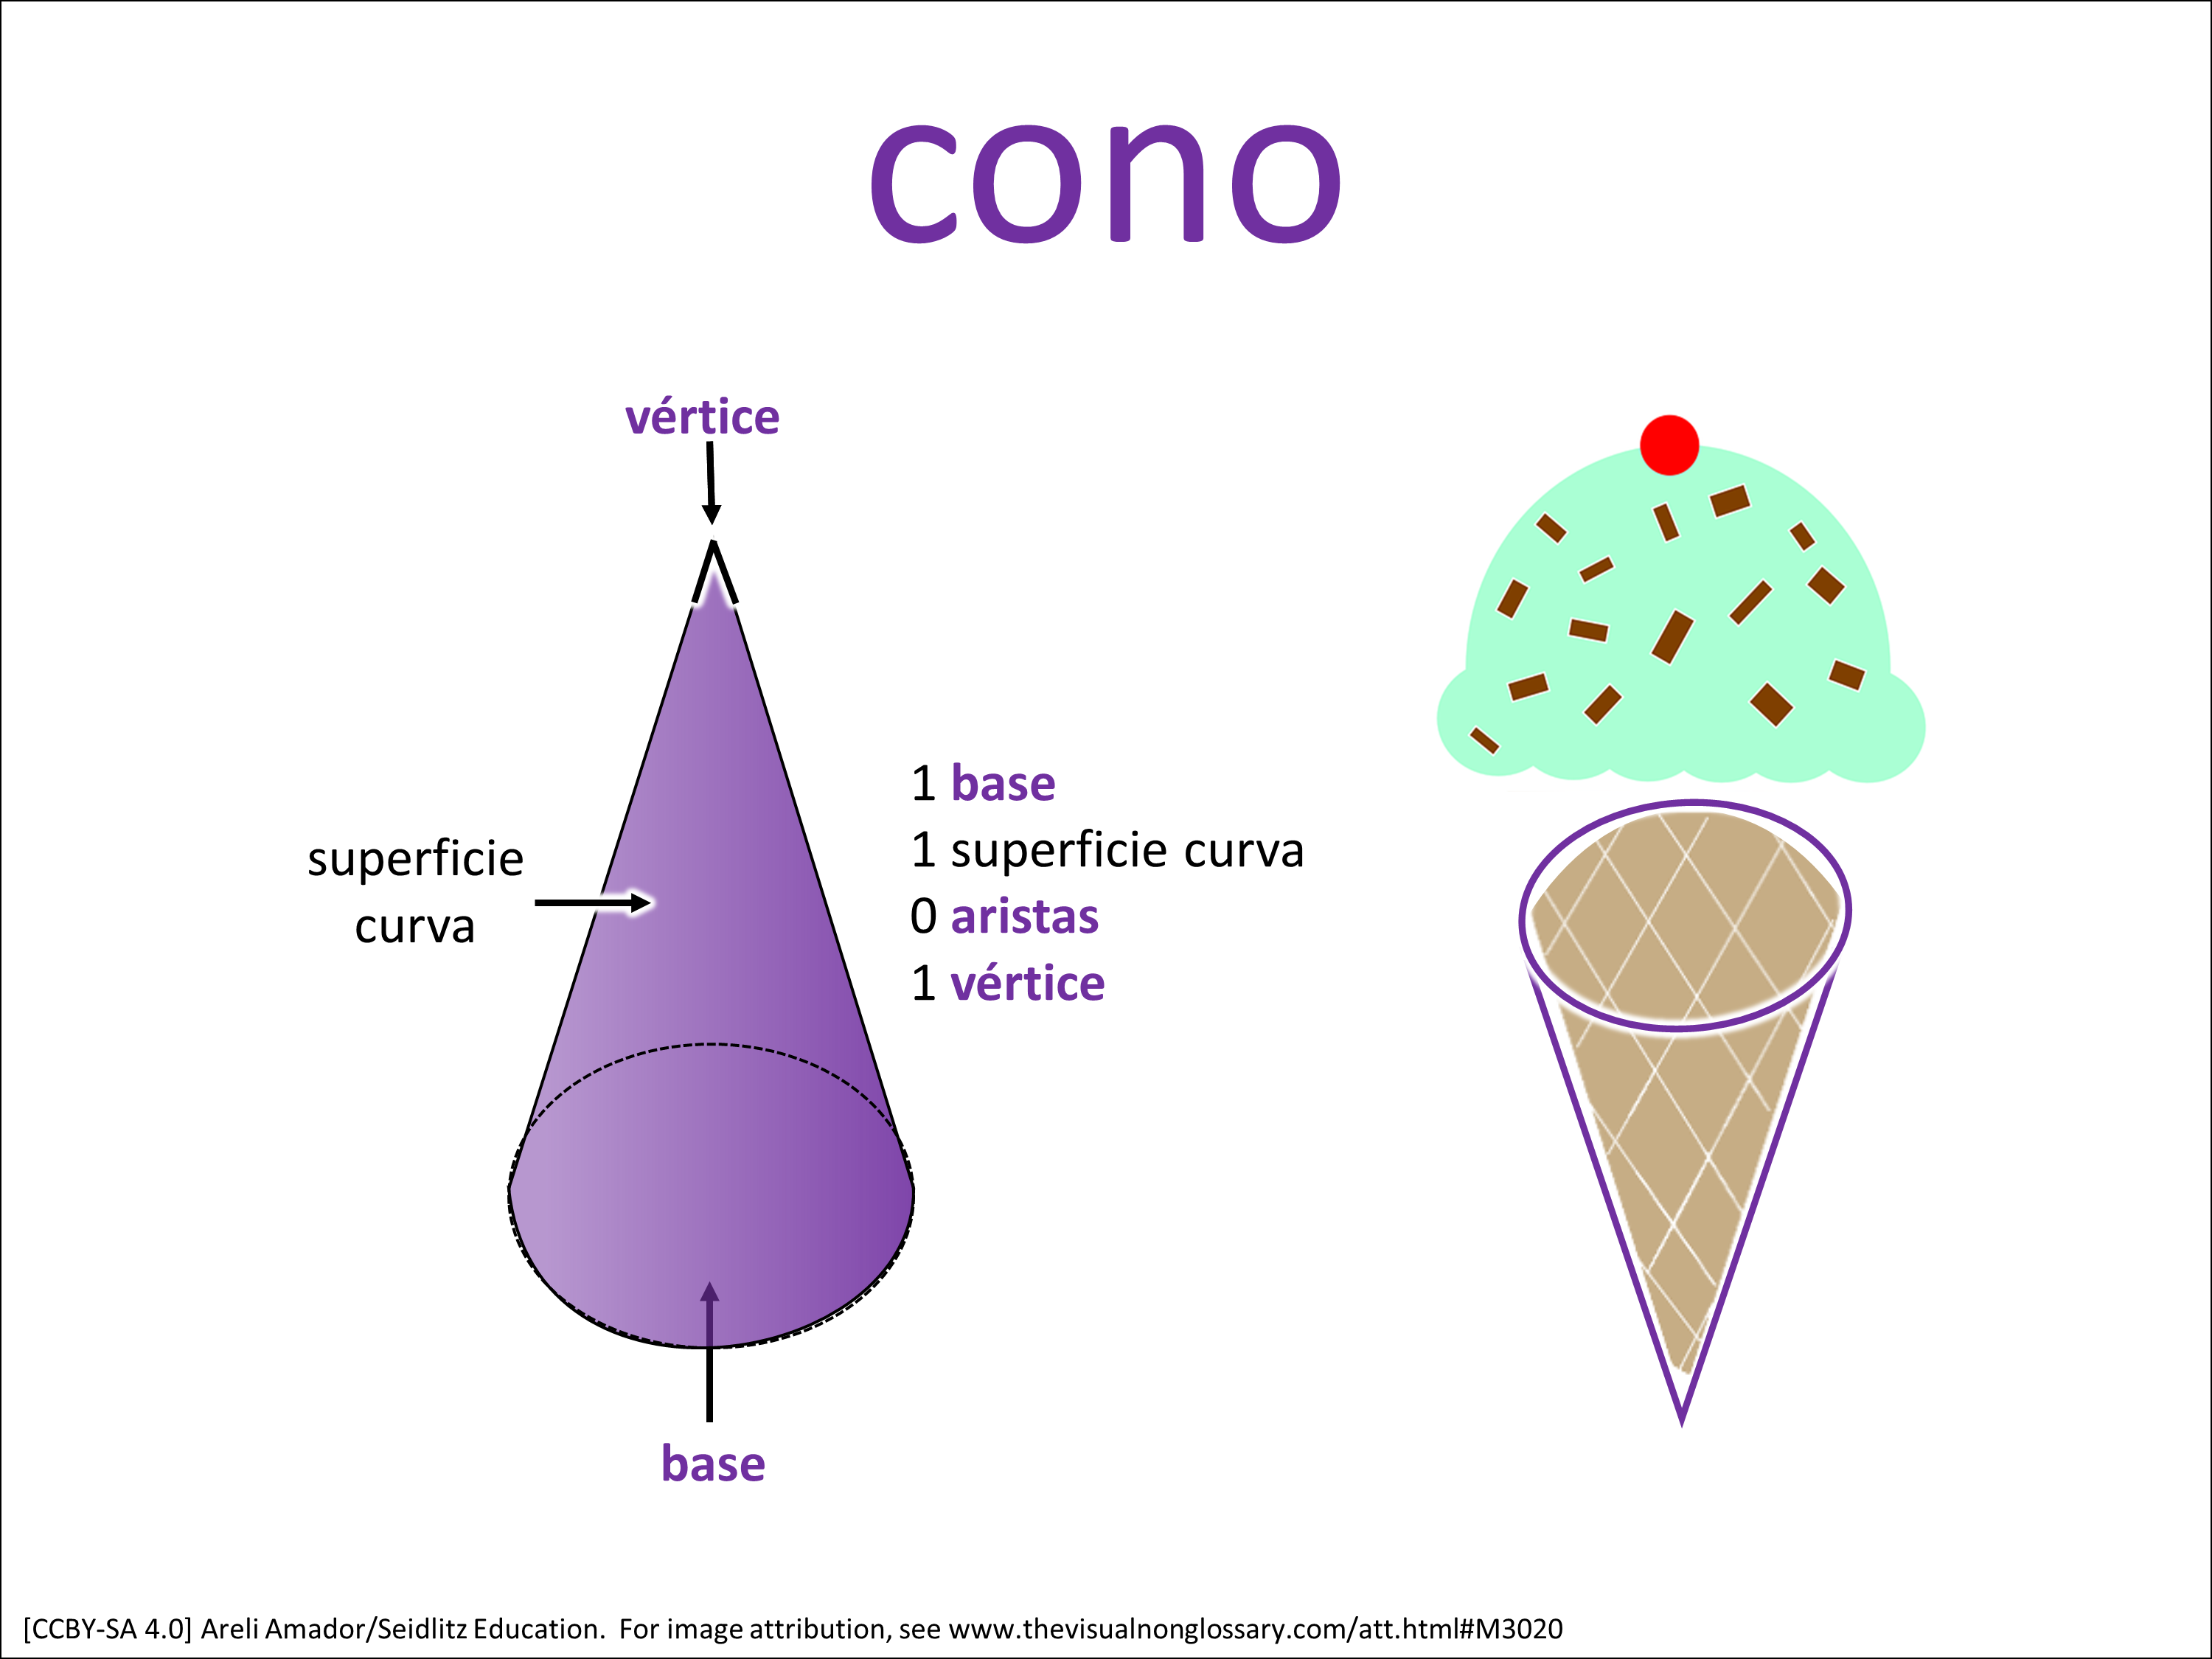 cono
vértice
superficie
curva
1 base
1 superficie curva
0 aristas
1 vértice
base
[CCBY-SA 4.0] Areli Amador/Seidlitz Education.  For image attribution, see www.thevisualnonglossary.com/att.html#M3020